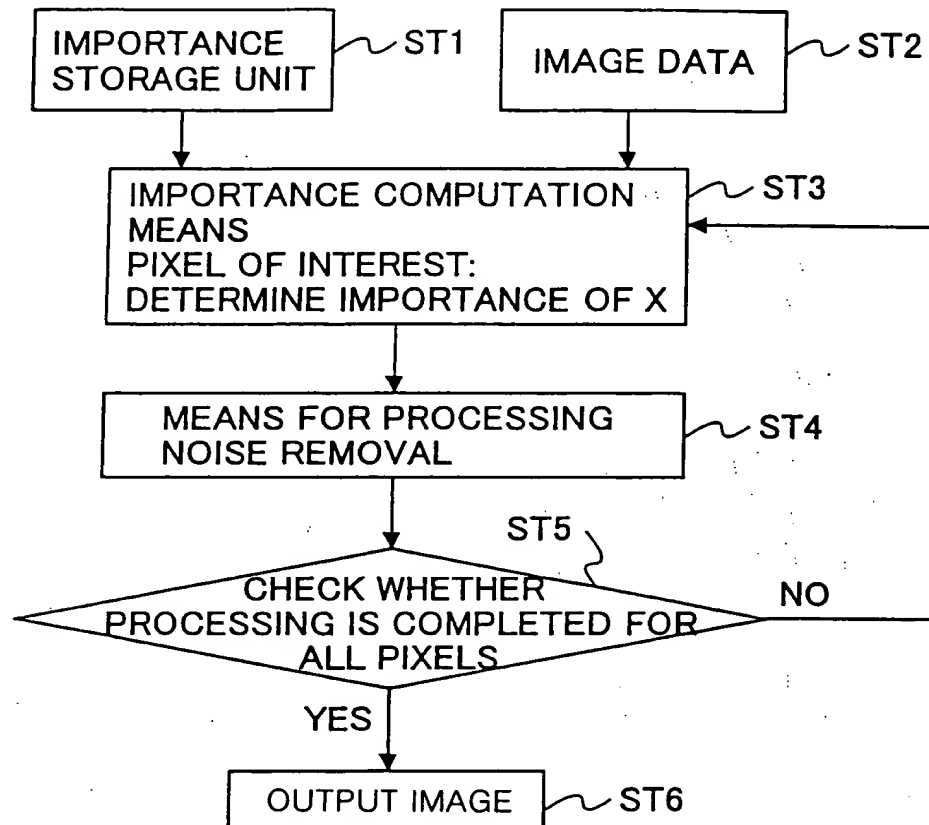 IMPORTANCE
STORAGE UNIT
ST1
IMAGE DATA
ST2
IMPORTANCE COMPUTATION
MEANS
PIXEL OF INTEREST:
DETERMINE IMPORTANCE OF X
ST3
MEANS FOR PROCESSING
NOISE REMOVAL
ST4
ST5
CHECK WHETHER
PROCESSING IS COMPLETED FOR
ALL PIXELS
NO
YES
OUTPUT IMAGE
ST6